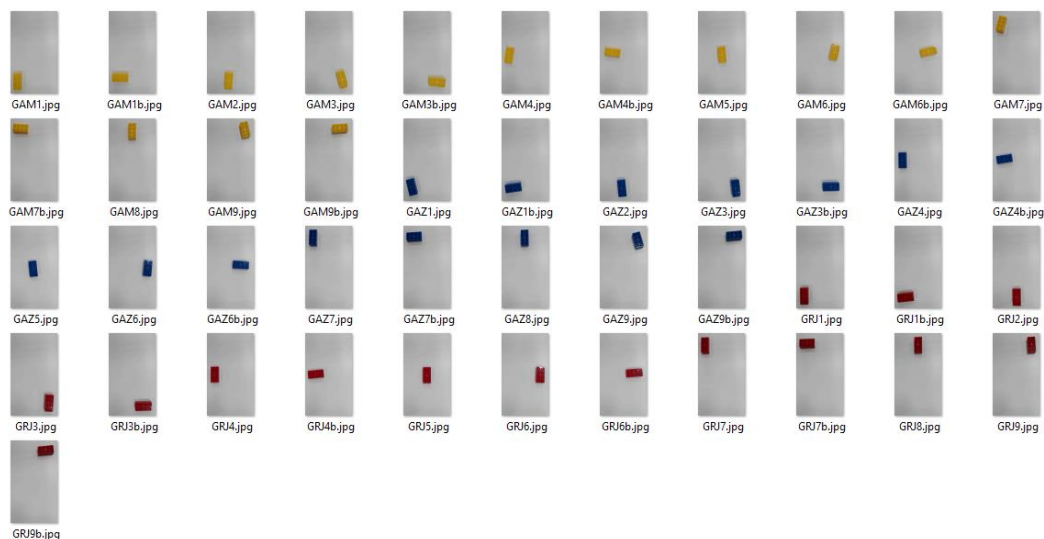 GAM1.jpg GAM1b.jpg GAM2.jpg GAM3.jpg GAM3b.jpg GAM4.jpg GAM4b.jpg GAM5.jpg GAM6.jpg GAM6b.jpg GAM7.jpg
GAM7b.jpg GAM8.jpg GAM9.jpg GAM9b.jpg GAZ1.jpg GAZ1b.jpg GAZ2.jpg GAZ3.jpg GAZ3b.jpg GAZ4.jpg GAZ4b.jpg
GAZ5.jpg GAZ6.jpg GAZ6b.jpg GAZ7.jpg GAZ7b.jpg GAZ8.jpg GAZ9.jpg GAZ9b.jpg GRJ1.jpg GRJ1b.jpg GRJ2.jpg
GRJ3.jpg GRJ3b.jpg GRJ4.jpg GRJ4b.jpg GRJ5.jpg GRJ6.jpg GRJ6b.jpg GRJ7.jpg GRJ7b.jpg GRJ8.jpg GRJ9.jpg
GRJ9b.jpg